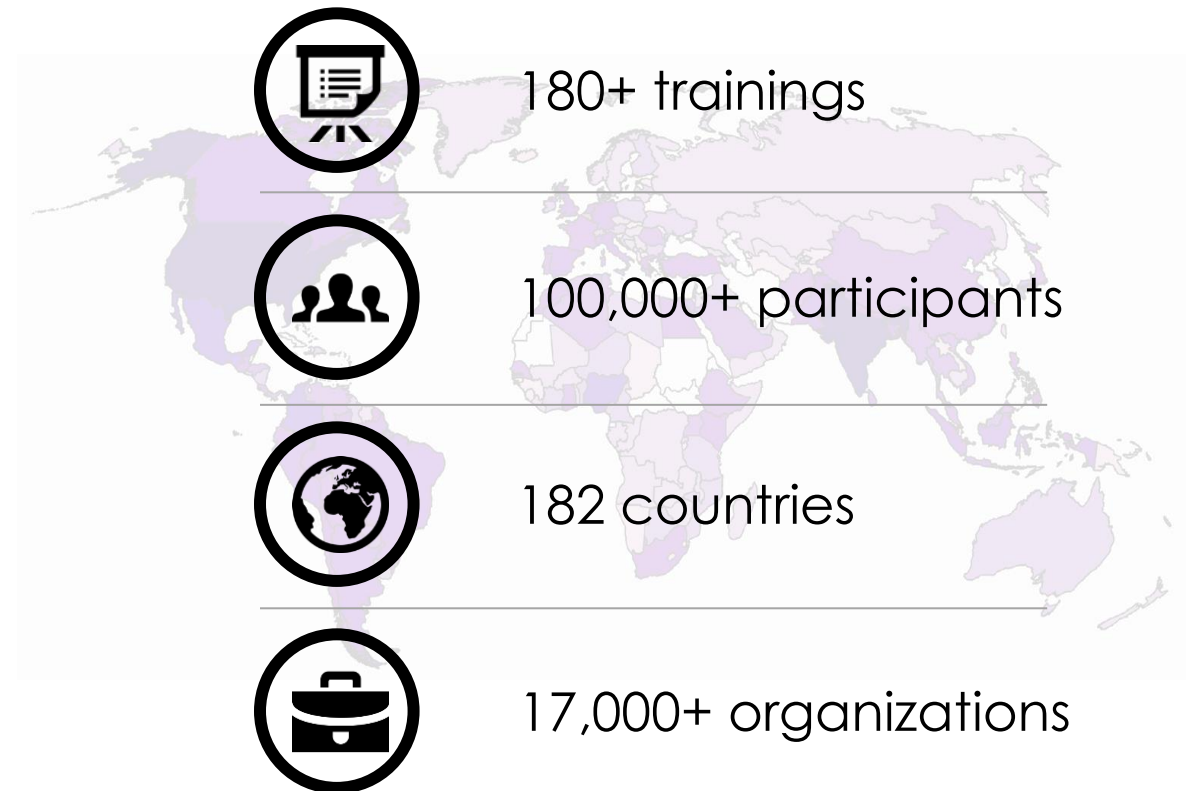 180+ trainings
100,000+ participants
182 countries
17,000+ organizations